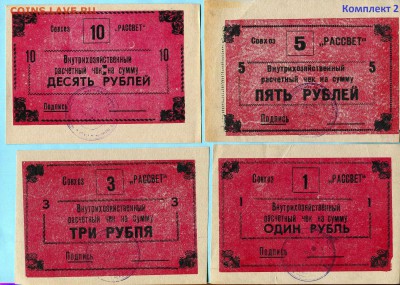 COINS.LAVE.RU
Комплект 2
10
Совхоз „РАССВЕТ"
10 10
Внутрихозяйственный
расчетный чек на сумму
ДЕСЯТЬ РУБЛЕЙ
Подпись
5
Совхоз „РАССВЕТ"
5 5
Внутрихозяйственный
расчетный чек на сумму
ПЯТЬ РУБЛЕЙ
Подпись
3
Совхоз „РАССВЕТ"
3 3
Внутрихозяйственный
расчетный чек на сумму
ТРИ РУБЛЯ
Подпись
1
Совхоз „РАССВЕТ"
1 1
Внутрихозяйственный
расчетный чек на сумму
ОДИН РУБЛЬ
Подпись